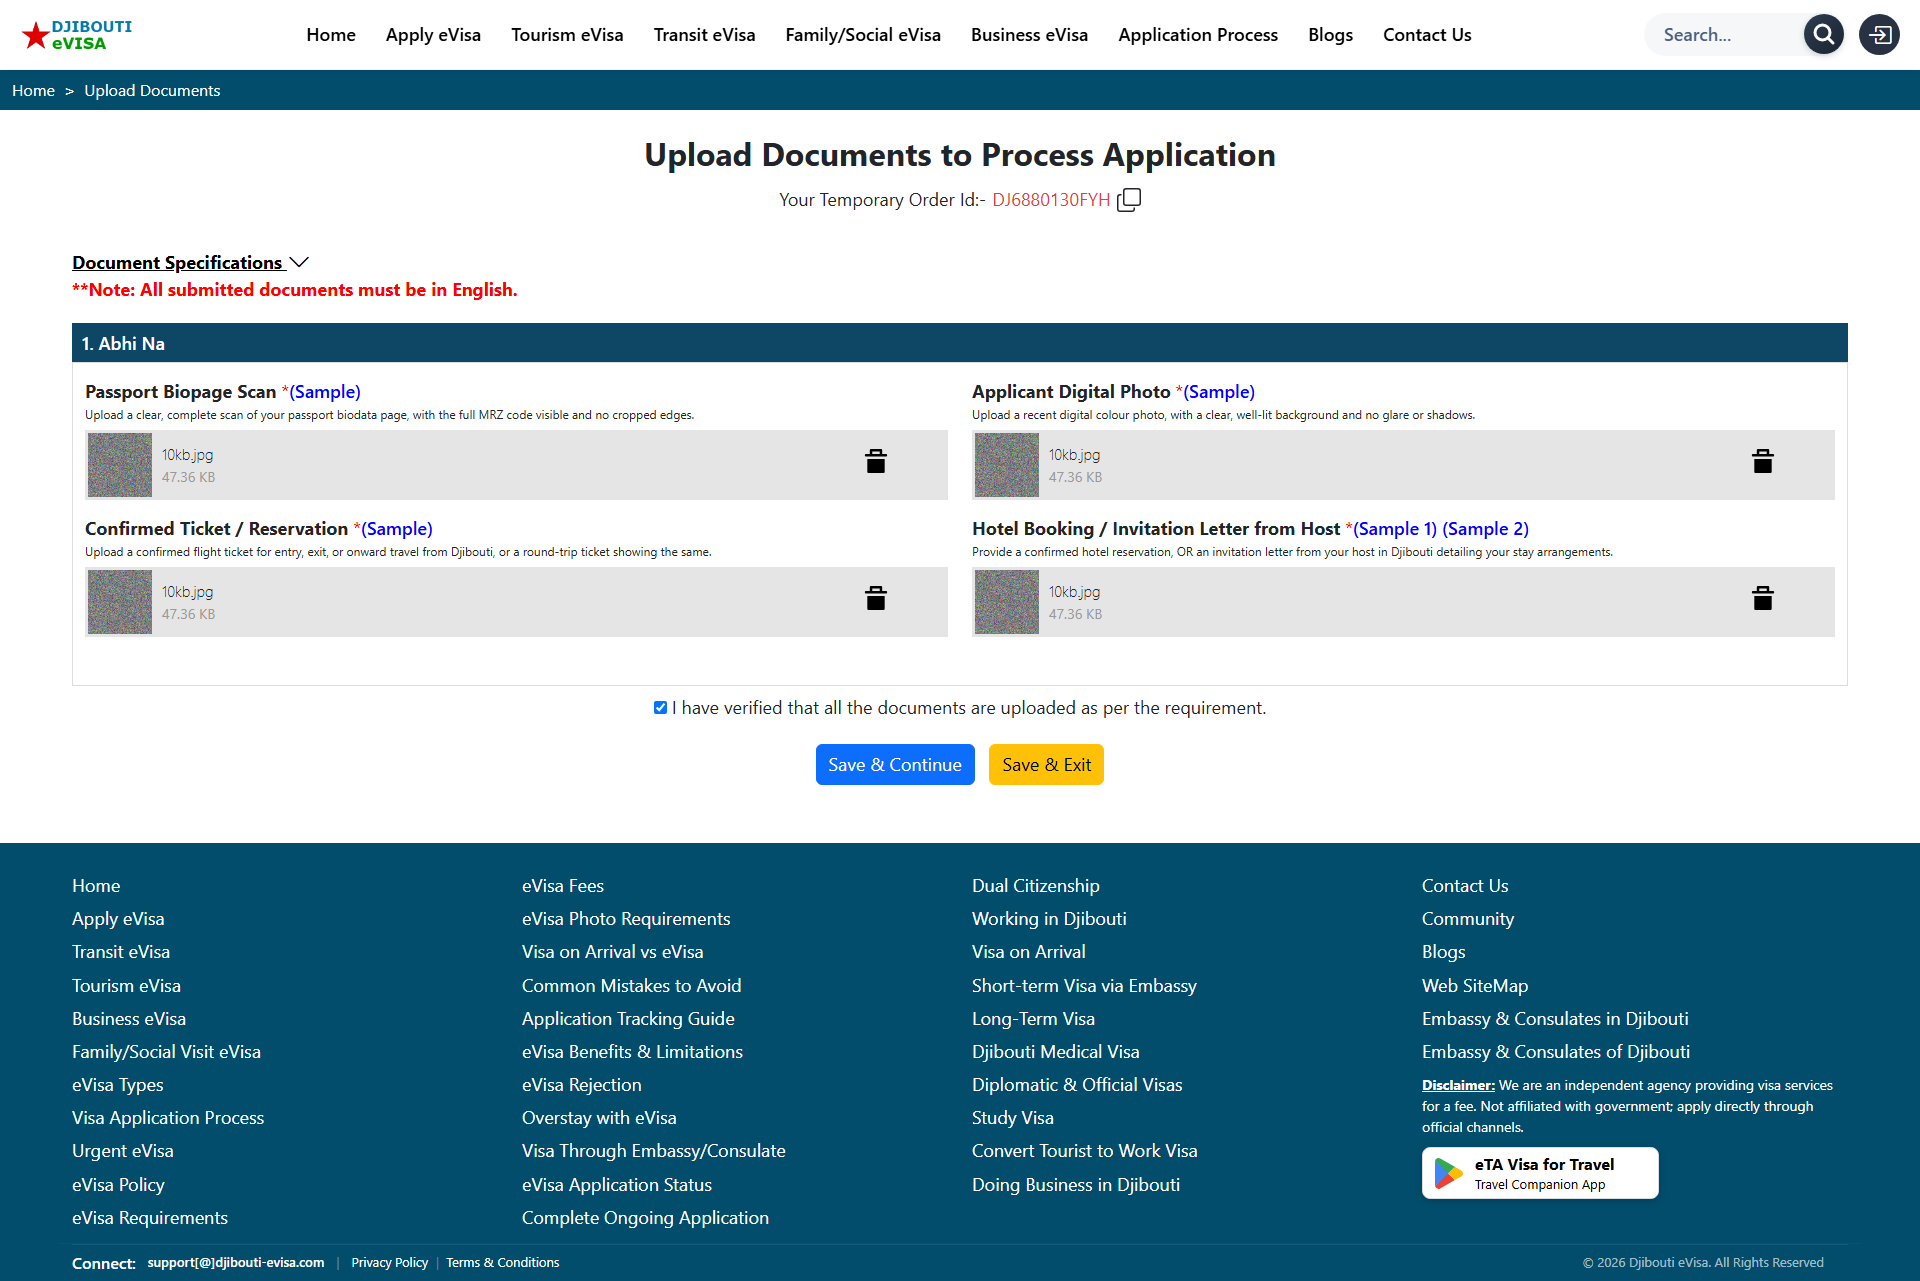 DJIBOUTI
eVISA
Home Apply eVisa Tourism eVisa Transit eVisa Family/Social eVisa Business eVisa Application Process Blogs Contact Us Search...
Home > Upload Documents
Upload Documents to Process Application
Your Temporary Order Id:- DJ6880130FYH
Document Specifications
**Note: All submitted documents must be in English.
1. Abhi Na
Passport Biopage Scan *(Sample)
Upload a clear, complete scan of your passport biodata page, with the full MRZ code visible and no cropped edges.
10kb.jpg
47.36 KB
Applicant Digital Photo *(Sample)
Upload a recent digital colour photo, with a clear, well-lit background and no glare or shadows.
10kb.jpg
47.36 KB
Confirmed Ticket / Reservation *(Sample)
Upload a confirmed flight ticket for entry, exit, or onward travel from Djibouti, or a round-trip ticket showing the same.
10kb.jpg
47.36 KB
Hotel Booking / Invitation Letter from Host *(Sample 1) (Sample 2)
Provide a confirmed hotel reservation, OR an invitation letter from your host in Djibouti detailing your stay arrangements.
10kb.jpg
47.36 KB
I have verified that all the documents are uploaded as per the requirement.
Save & Continue Save & Exit
Home
Apply eVisa
Transit eVisa
Tourism eVisa
Business eVisa
Family/Social Visit eVisa
eVisa Types
Visa Application Process
Urgent eVisa
eVisa Policy
eVisa Requirements
eVisa Fees
eVisa Photo Requirements
Visa on Arrival vs eVisa
Common Mistakes to Avoid
Application Tracking Guide
eVisa Benefits & Limitations
eVisa Rejection
Overstay with eVisa
Visa Through Embassy/Consulate
eVisa Application Status
Complete Ongoing Application
Dual Citizenship
Working in Djibouti
Visa on Arrival
Short-term Visa via Embassy
Long-Term Visa
Djibouti Medical Visa
Diplomatic & Official Visas
Study Visa
Convert Tourist to Work Visa
Doing Business in Djibouti
Contact Us
Community
Blogs
Web SiteMap
Embassy & Consulates in Djibouti
Embassy & Consulates of Djibouti
Disclaimer: We are an independent agency providing visa services
for a fee. Not affiliated with government; apply directly through
official channels.
eTA Visa for Travel
Travel Companion App
Connect: support[@]djibouti-evisa.com | Privacy Policy | Terms & Conditions
© 2026 Djibouti eVisa. All Rights Reserved